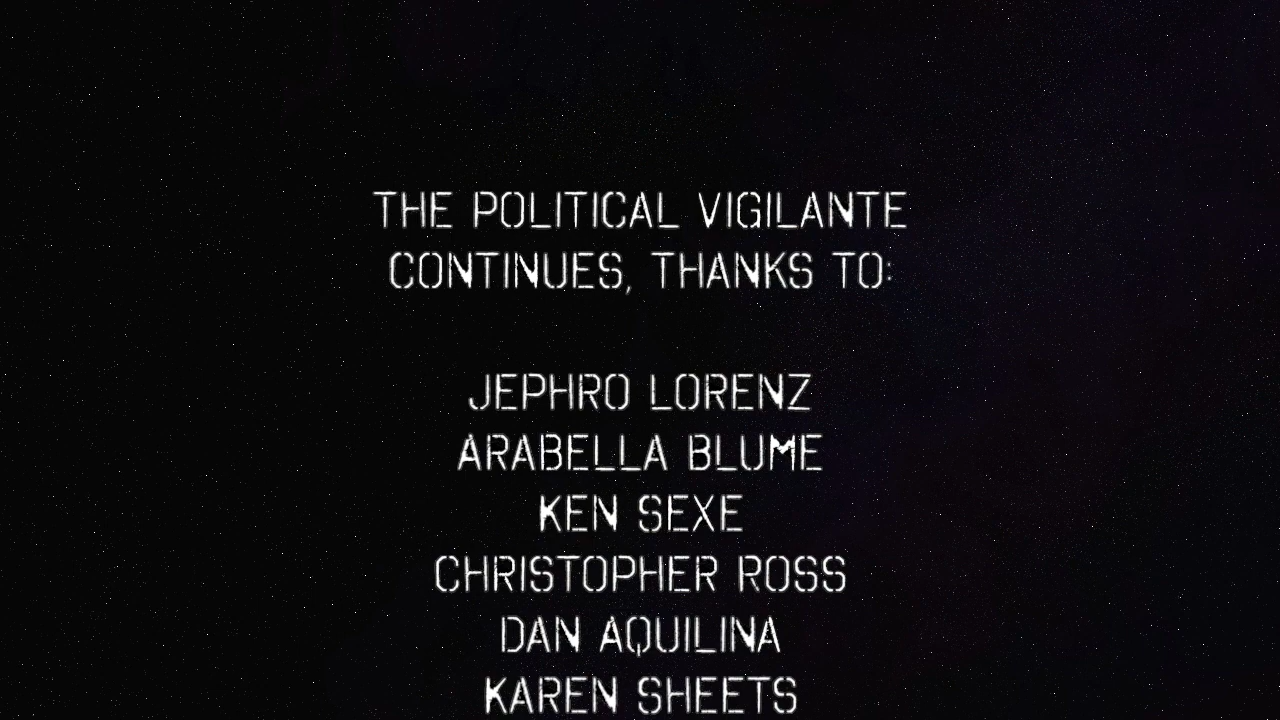 THE POLITICAL VIGILANTE
CONTINUES, THANKS TO:
JEPHRO LORENZ
ARABELLA BLUME
KEN SEXE
CHRISTOPHER ROSS
DAN AQUILINA
KAREN SHEETS